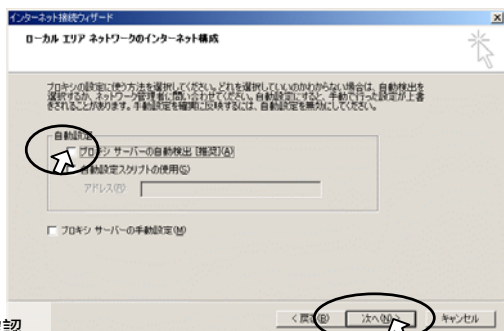 インターネット接続ウィザード
ローカル エリア ネットワークのインターネット構成
プロキシの設定に使う方法を選択してください。どれを選択していいのかわからない場合は、自動検出を
選択するか、ネットワーク管理者に問い合わせてください。自動設定にすると、手動で行った設定が上書
きされることがあります。手動設定を確実に反映するには、自動設定を無効にしてください。
自動設定
プロキシ サーバーの自動検出 [推奨](A)
自動設定スクリプトの使用(S)
アドレス(R)
プロキシ サーバーの手動設定(M)
< 戻る(B) 次へ(N) > キャンセル